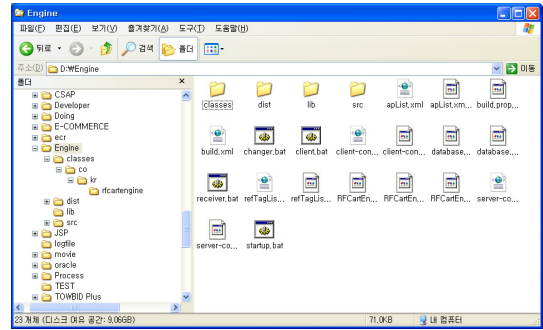 Engine
파일(F) 편집(E) 보기(V) 즐겨찾기(A) 도구(T) 도움말(H)
뒤로 검색 폴더
주소(D) D:₩Engine 이동
폴더
CSAP
Developer
Doing
E-COMMERCE
ecr
Engine
classes
co
kr
rfcartengine
dist
lib
src
JSP
logfile
movie
oracle
Process
TEST
TOWBID Plus
classes dist lib src apList,xml apList,xm... build,prop...
build,xml changer,bat client,bat client-con... client-con... database... database,...
receiver,bat refTagLis... refTagLis... RFCartEn... RFCartEn... RFCartEn... server-co...
server-co... startup,bat
23 개체 (디스크 여유 공간: 9,06GB) 71,0KB 내 컴퓨터